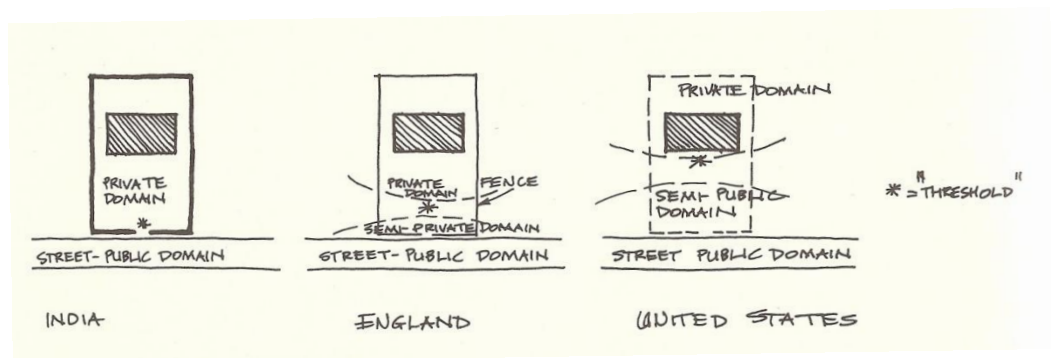 PRIVATE
DOMAIN
*
STREET-PUBLIC DOMAIN
INDIA
PRIVATE
DOMAIN
FENCE
*
SEMI-PRIVATE DOMAIN
STREET-PUBLIC DOMAIN
ENGLAND
PRIVATE DOMAIN
*
SEMI-PUBLIC
DOMAIN
STREET PUBLIC DOMAIN
UNITED STATES
* = "THRESHOLD"